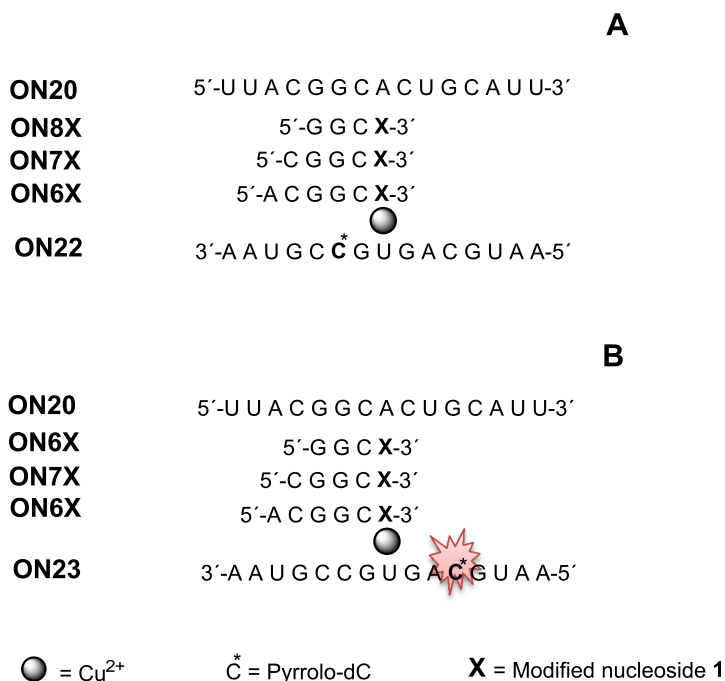 A
ON20 5´-U U A C G G C A C U G C A U U-3´
ON8X 5´-G G C X-3´
ON7X 5´-C G G C X-3´
ON6X 5´-A C G G C X-3´
*
ON22 3´-A A U G C C G U G A C G U A A-5´
B
ON20 5´-U U A C G G C A C U G C A U U-3´
ON6X 5´-G G C X-3´
ON7X 5´-C G G C X-3´
ON6X 5´-A C G G C X-3´
*
ON23 3´-A A U G C C G U G A C G U A A-5´
= Cu2+ *C = Pyrrolo-dC X = Modified nucleoside 1